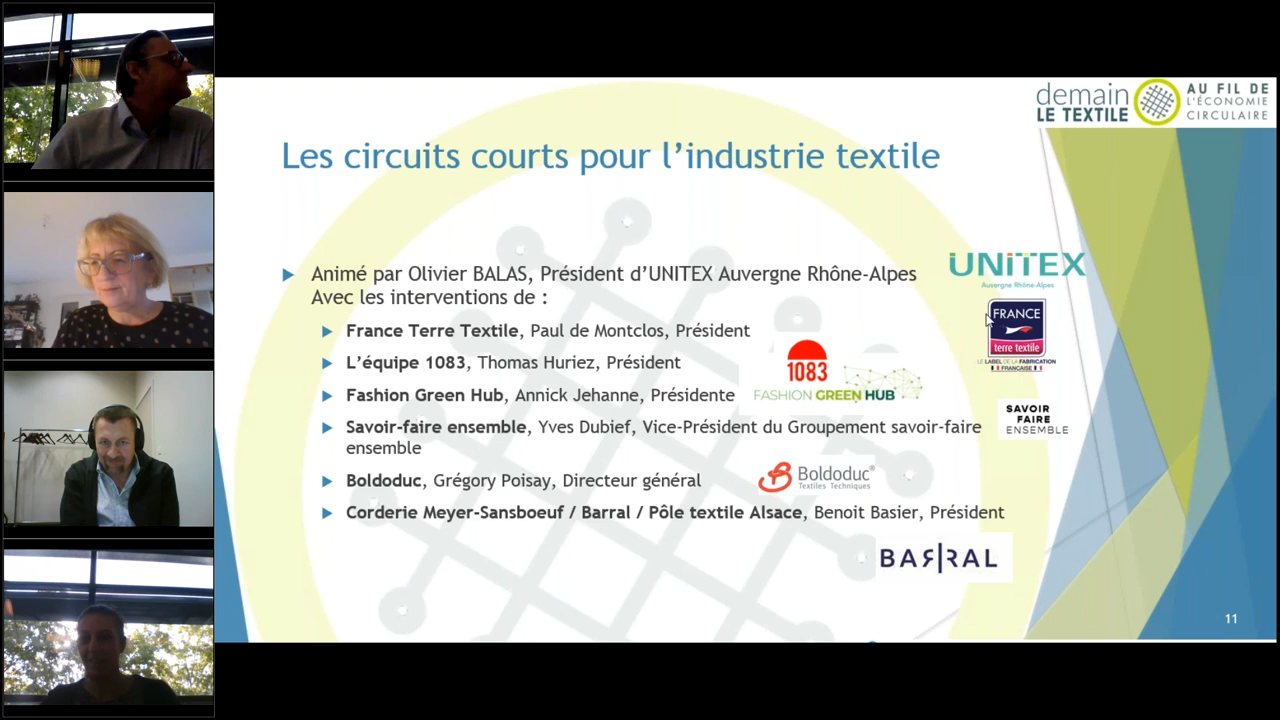 demain
LE TEXTILE
AU FIL DE
L'ÉCONOMIE
CIRCULAIRE
Les circuits courts pour l'industrie textile
Animé par Olivier BALAS, Président d'UNITEX Auvergne Rhône-Alpes
Avec les interventions de :
UNITEX
Auvergne Rhône-Alpes
France Terre Textile, Paul de Montclos, Président
FRANCE
terre textile
LE LABEL DE LA FABRICATION
FRANÇAISE
L'équipe 1083, Thomas Huriez, Président
1083
Fashion Green Hub, Annick Jehanne, Présidente
FASHION GREEN HUB
Savoir-faire ensemble, Yves Dubief, Vice-Président du Groupement savoir-faire
ensemble
SAVOIR
FAIRE
ENSEMBLE
Boldoduc, Grégory Poisay, Directeur général
Boldoduc®
Textiles Techniques
Corderie Meyer-Sansboeuf / Barral / Pôle textile Alsace, Benoit Basier, Président
BARRAL
11